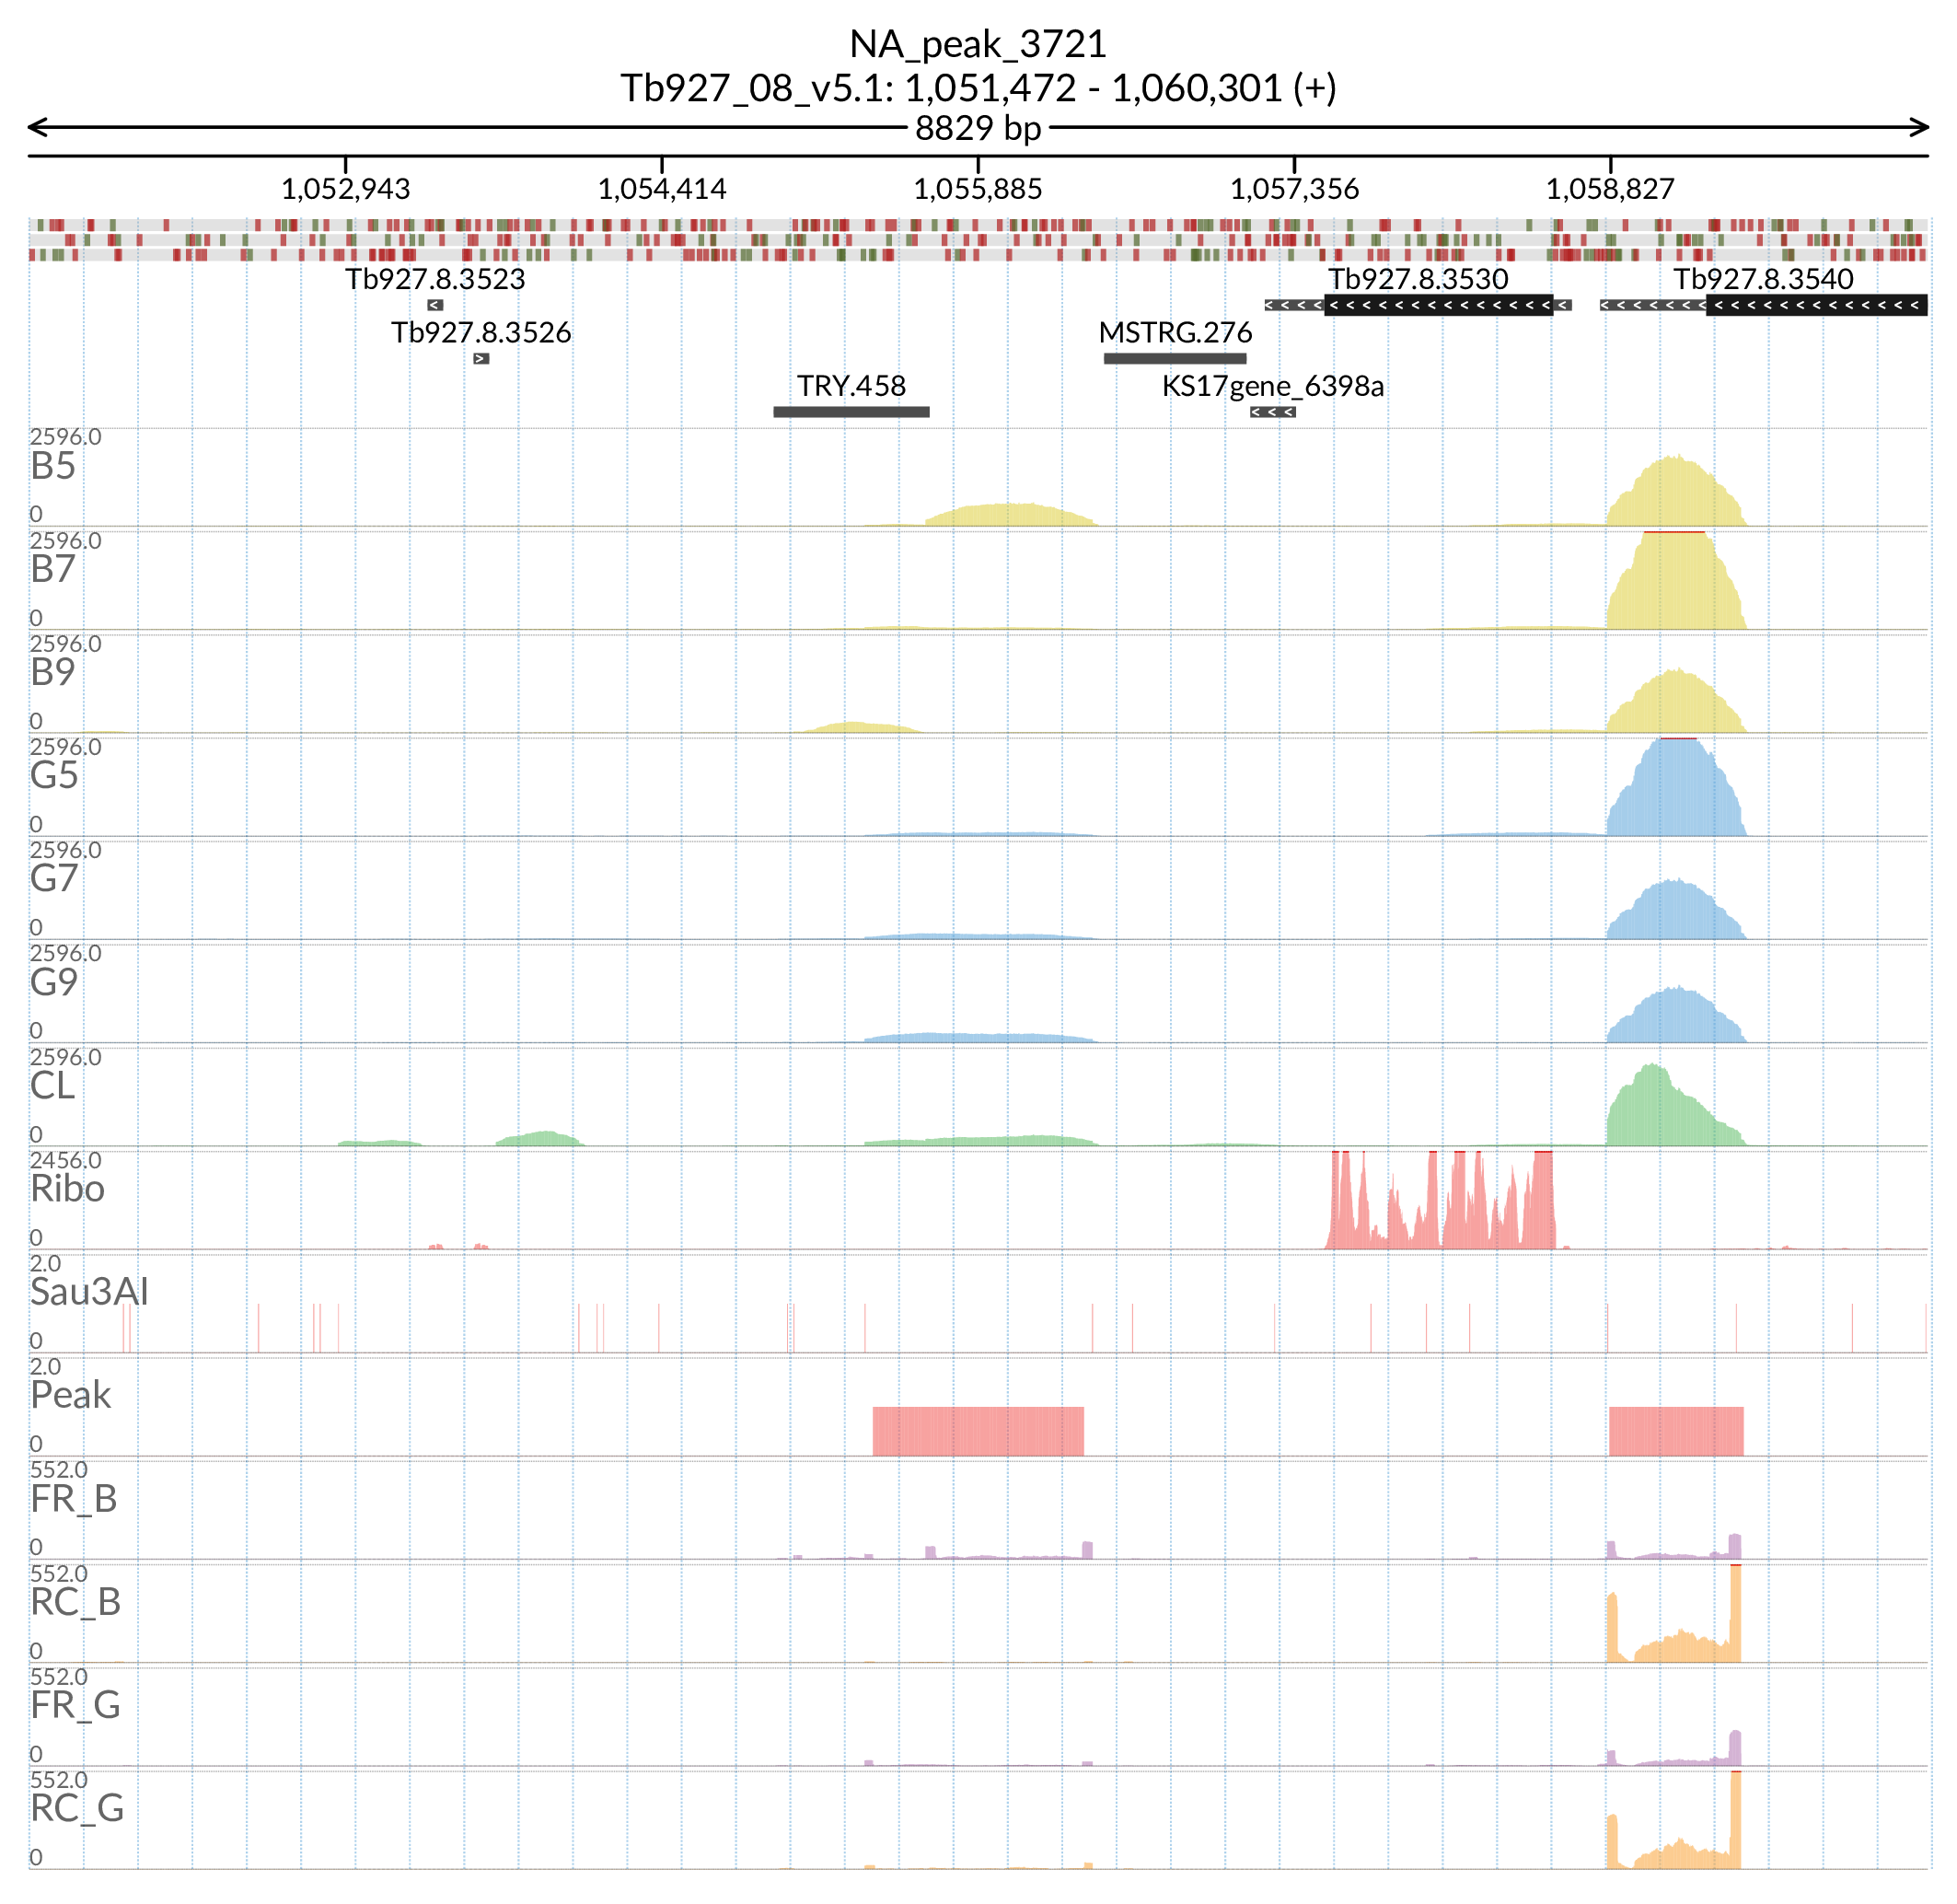 NA_peak_3721
Tb927_08_v5.1: 1,051,472 - 1,060,301 (+)
8829 bp
1,052,943 1,054,414 1,055,885 1,057,356 1,058,827
Tb927.8.3523 Tb927.8.3530 Tb927.8.3540
Tb927.8.3526 MSTRG.276
TRY.458 KS17gene_6398a
2596.0
B5
0
2596.0
B7
0
2596.0
B9
0
2596.0
G5
0
2596.0
G7
0
2596.0
G9
0
2596.0
CL
0
2456.0
Ribo
0
2.0
Sau3AI
0
2.0
Peak
0
552.0
FR_B
0
552.0
RC_B
0
552.0
FR_G
0
552.0
RC_G
0